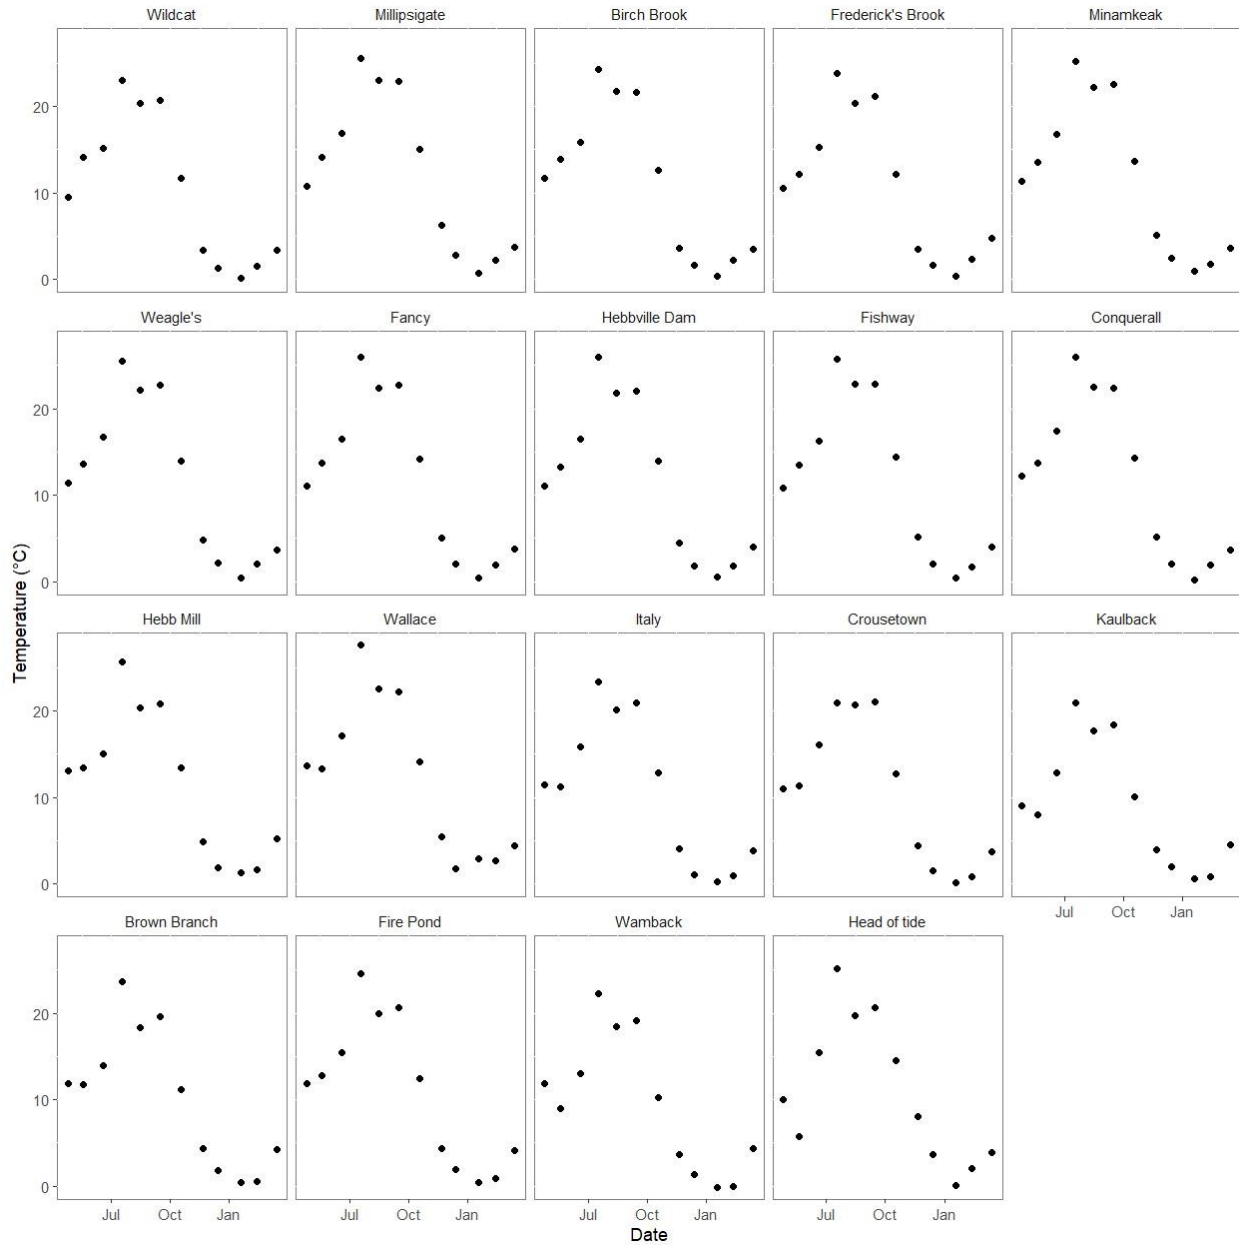 Wildcat
Millipsigate
Birch Brook
Frederick's Brook
Minamkeak
20
10
0
Weagle's
Fancy
Hebbville Dam
Fishway
Conquerall
20
10
0
Temperature (°C)
Hebb Mill
Wallace
Italy
Crousetown
Kaulback
20
10
0
Jul Oct Jan
Brown Branch
Fire Pond
Wamback
Head of tide
20
10
0
Jul Oct Jan
Jul Oct Jan
Jul Oct Jan
Jul Oct Jan
Date